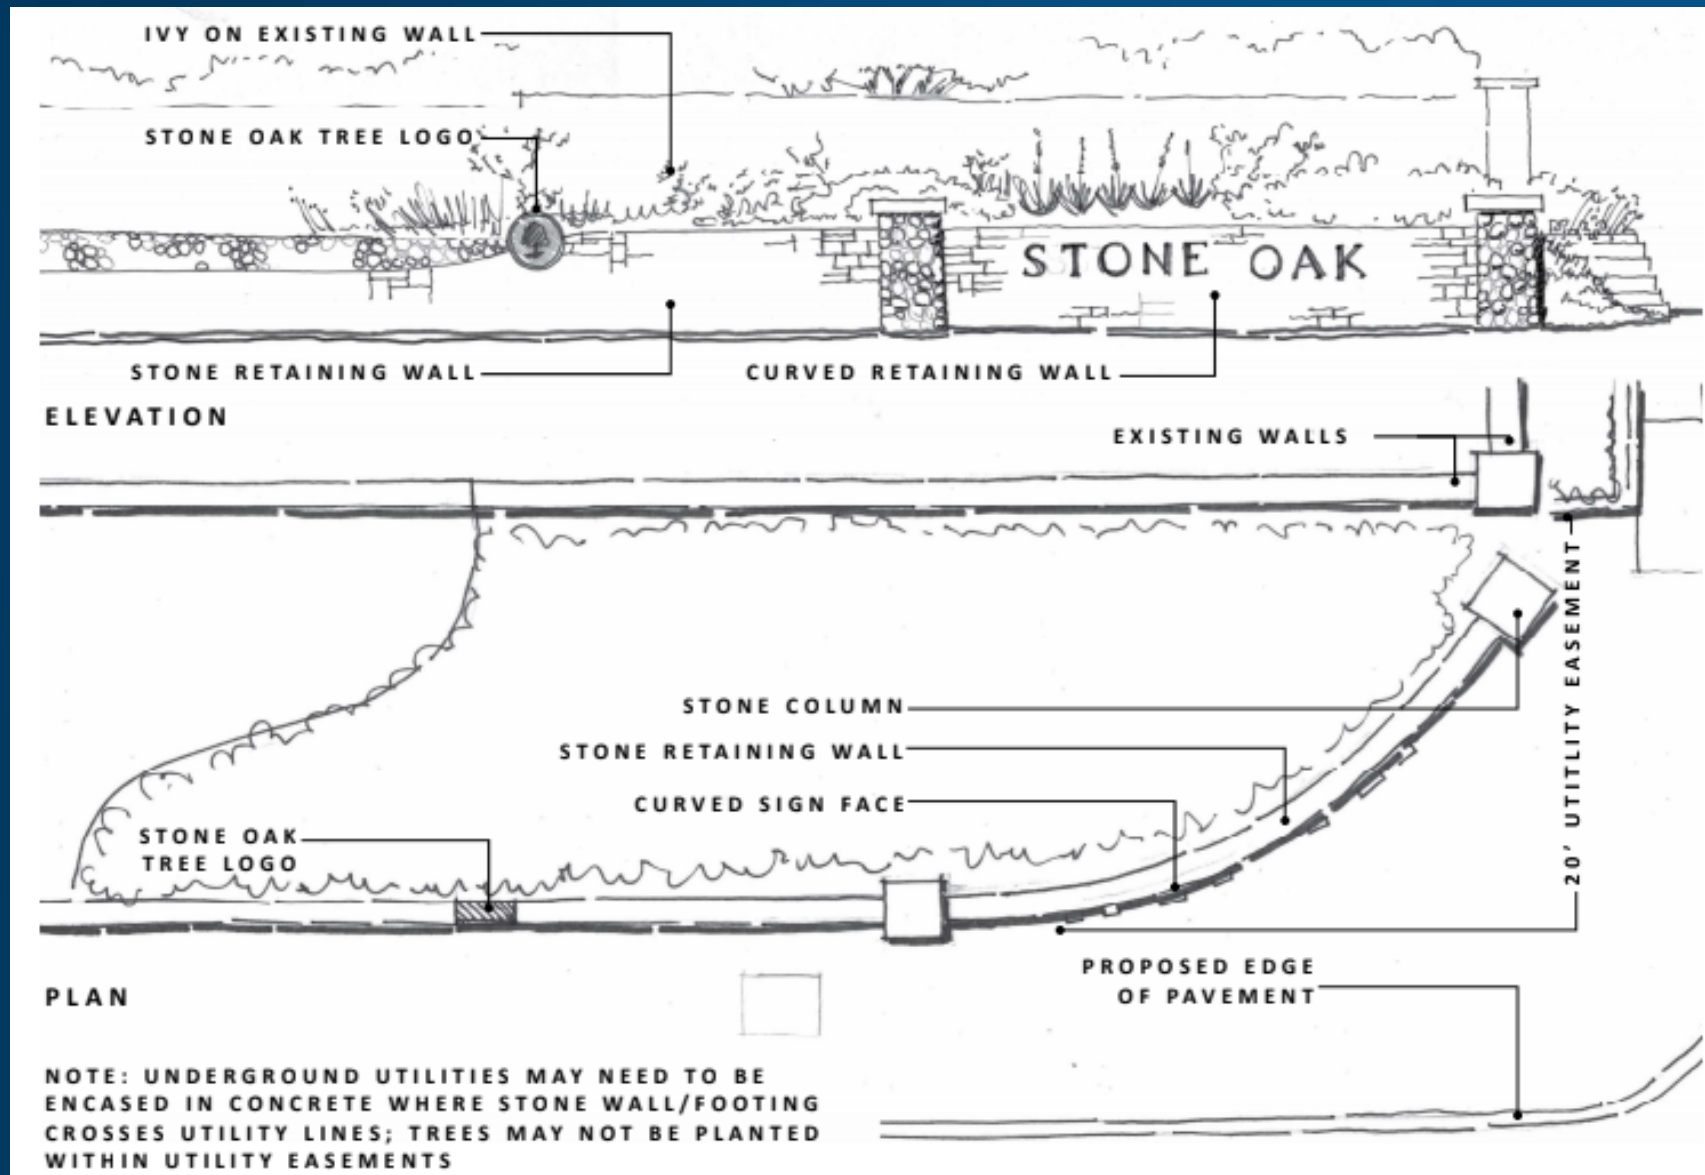 IVY ON EXISTING WALL
STONE OAK TREE LOGO
STONE OAK
STONE RETAINING WALL
CURVED RETAINING WALL
ELEVATION
EXISTING WALLS
20' UTITLITY EASEMENT
STONE COLUMN
STONE RETAINING WALL
CURVED SIGN FACE
STONE OAK
TREE LOGO
PROPOSED EDGE
OF PAVEMENT
PLAN
NOTE: UNDERGROUND UTILITIES MAY NEED TO BE
ENCASED IN CONCRETE WHERE STONE WALL/FOOTING
CROSSES UTILITY LINES; TREES MAY NOT BE PLANTED
WITHIN UTILITY EASEMENTS